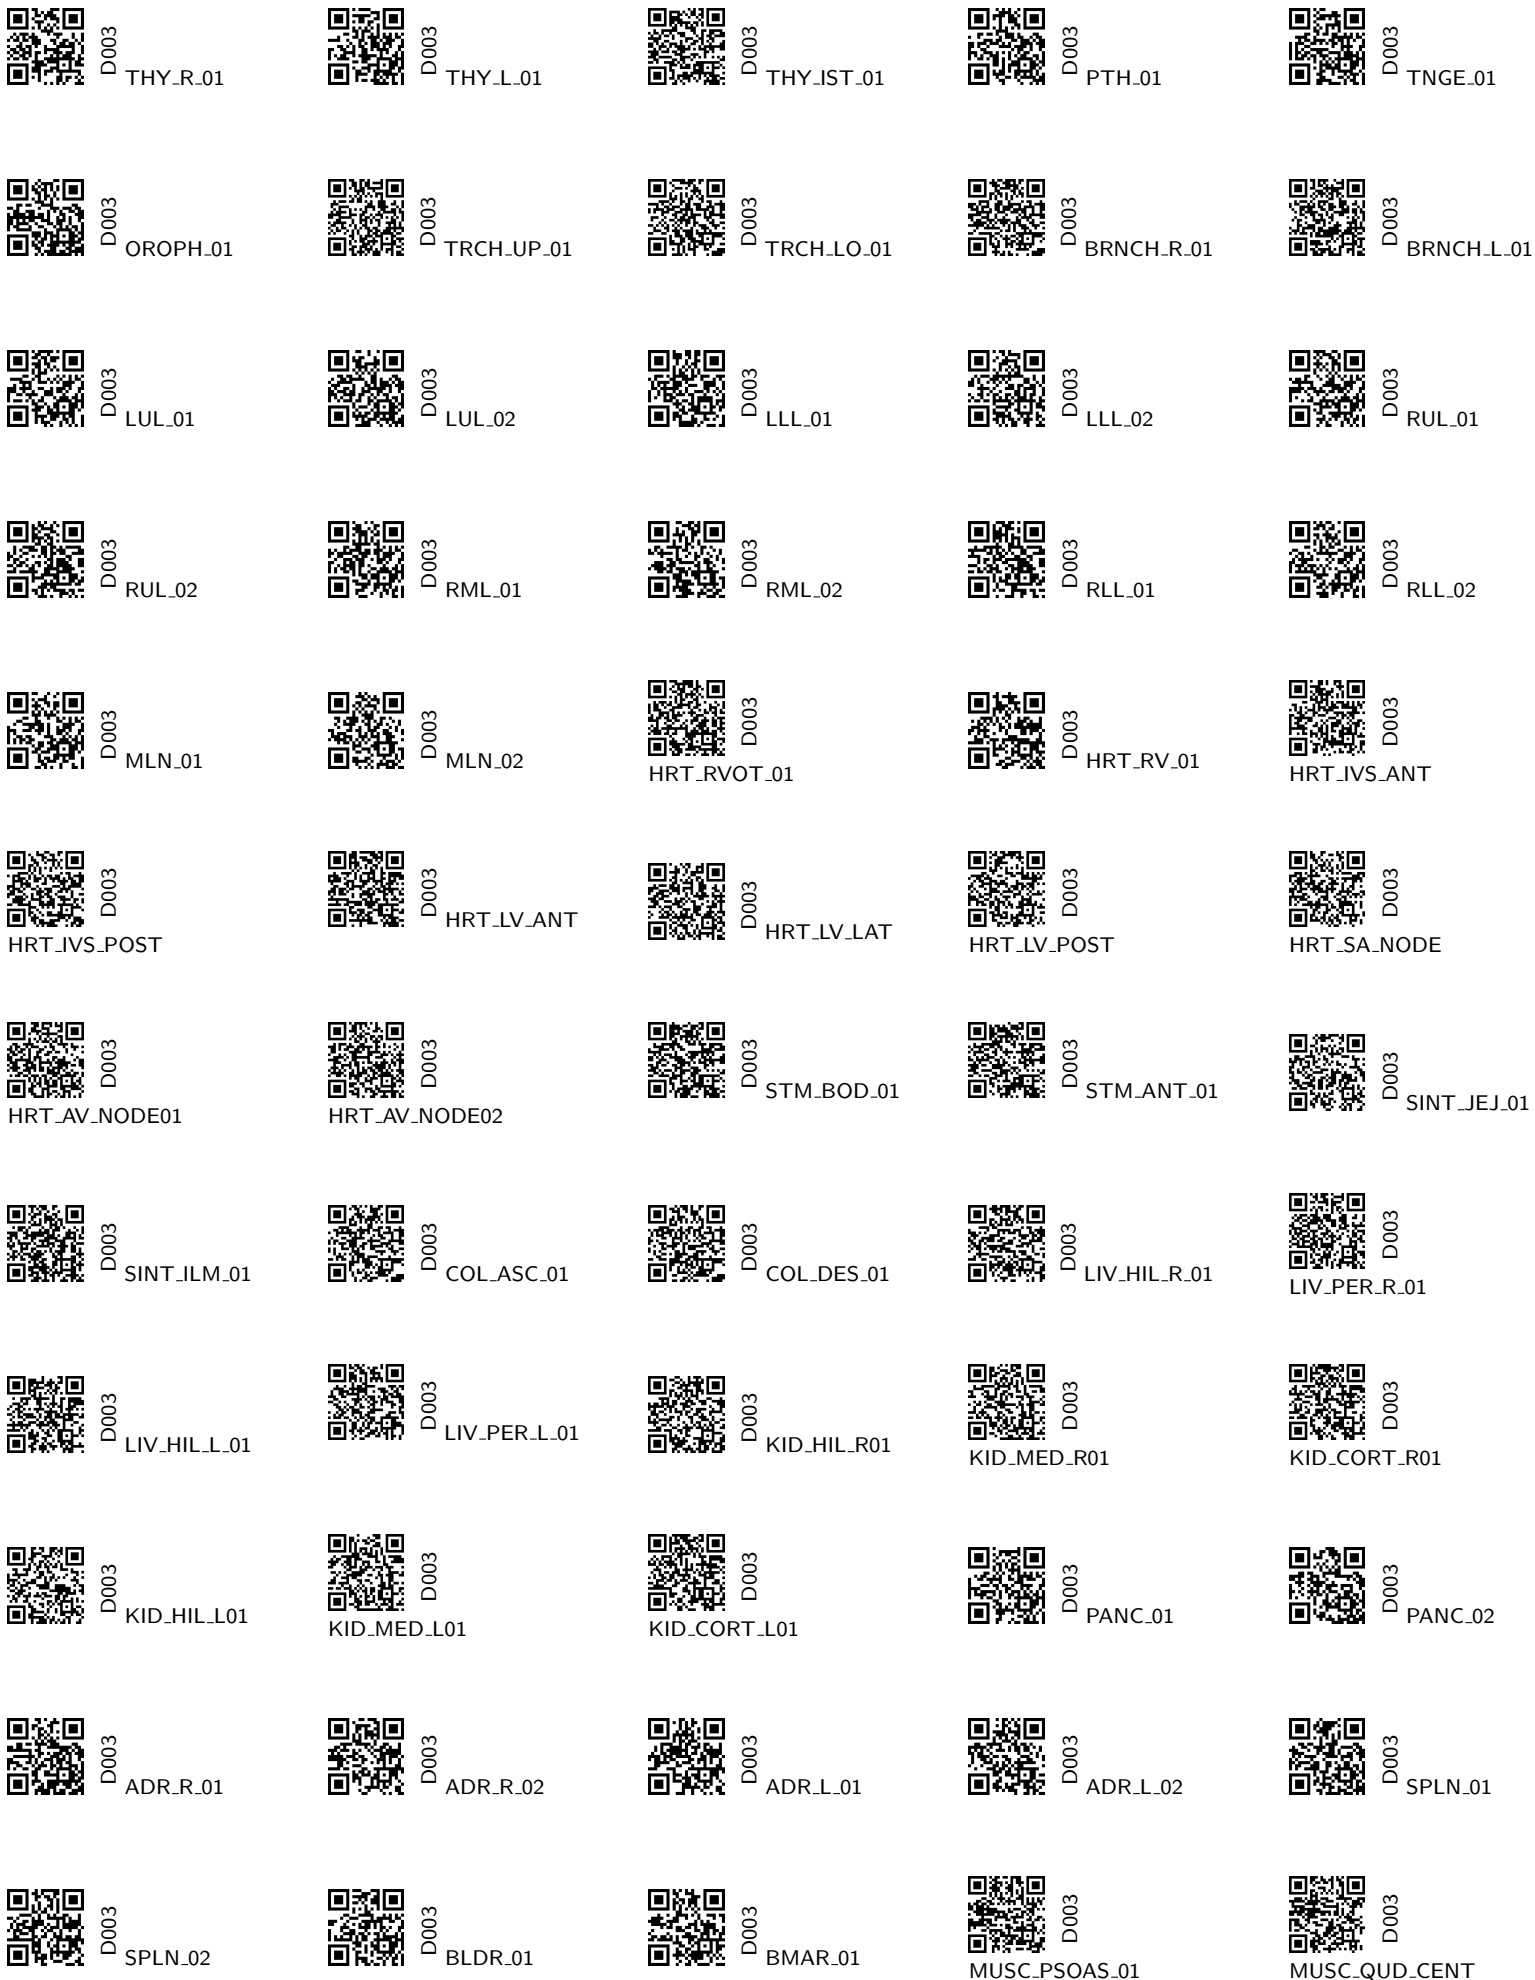 D003 THY_R_01
D003 THY_L_01
D003 THY_IST_01
D003 PTH_01
D003 TNGE_01
D003 OROPH_01
D003 TRCH_UP_01
D003 TRCH_LO_01
D003 BRNCH_R_01
D003 BRNCH_L_01
D003 LUL_01
D003 LUL_02
D003 LLL_01
D003 LLL_02
D003 RUL_01
D003 RUL_02
D003 RML_01
D003 RML_02
D003 RLL_01
D003 RLL_02
D003 MLN_01
D003 MLN_02
D003
HRT_RVOT_01
D003 HRT_RV_01
D003
HRT_IVS_ANT
D003
HRT_IVS_POST
D003 HRT_LV_ANT
D003 HRT_LV_LAT
D003
HRT_LV_POST
D003
HRT_SA_NODE
D003
HRT_AV_NODE01
D003
HRT_AV_NODE02
D003 STM_BOD_01
D003 STM_ANT_01
D003 SINT_JEJ_01
D003 SINT_ILM_01
D003 COL_ASC_01
D003 COL_DES_01
D003 LIV_HIL_R_01
D003
LIV_PER_R_01
D003 LIV_HIL_L_01
D003 LIV_PER_L_01
D003 KID_HIL_R01
D003
KID_MED_R01
D003
KID_CORT_R01
D003 KID_HIL_L01
D003
KID_MED_L01
D003
KID_CORT_L01
D003 PANC_01
D003 PANC_02
D003 ADR_R_01
D003 ADR_R_02
D003 ADR_L_01
D003 ADR_L_02
D003 SPLN_01
D003 SPLN_02
D003 BLDR_01
D003 BMAR_01
D003
MUSC_PSOAS_01
D003
MUSC_QUD_CENT